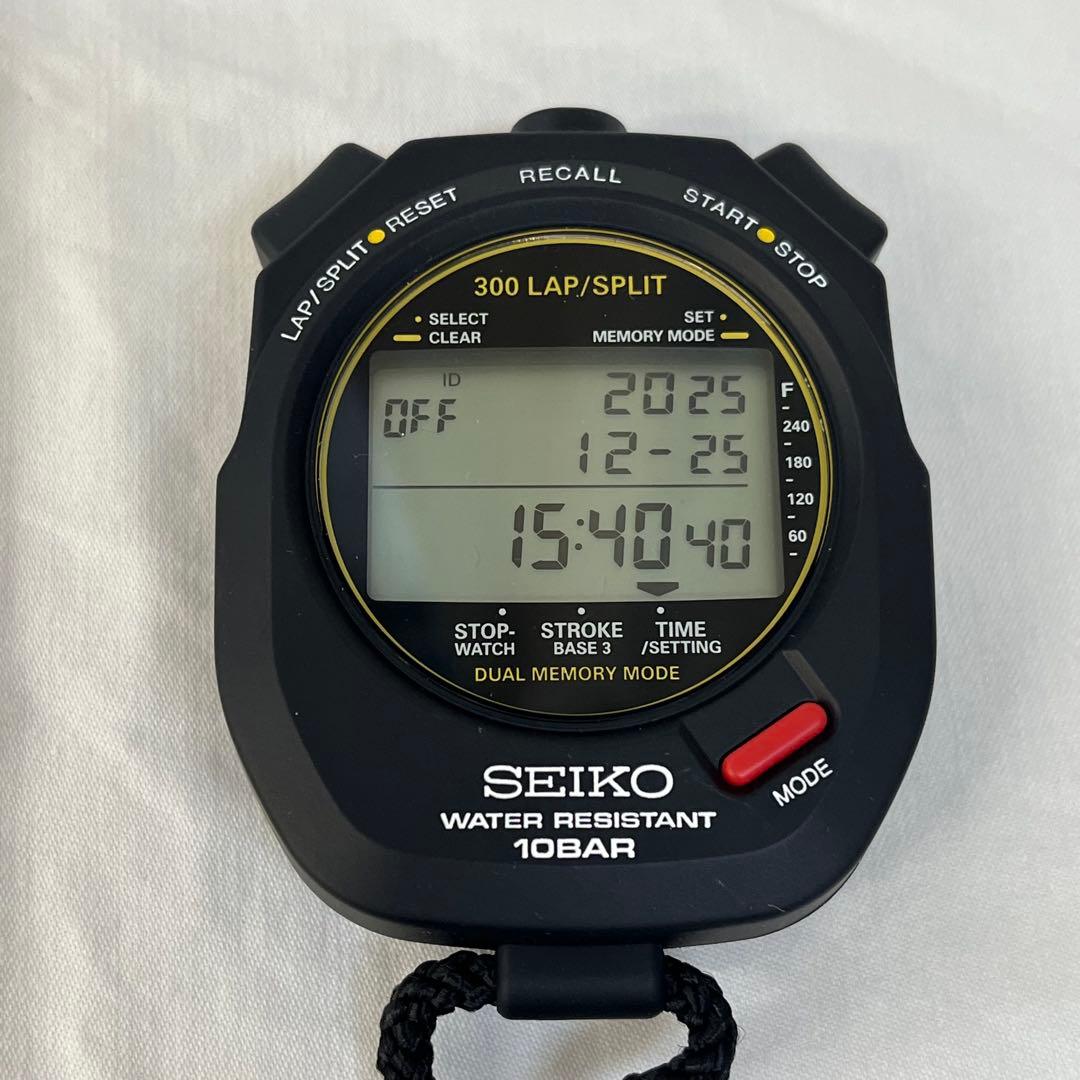 RECALL
LAP/SPLIT RESET
START STOP
300 LAP/SPLIT
SELECT
CLEAR
SET
MEMORY MODE
ID
OFF
2025
12-25
15:40 40
F
240
180
120
60
STOP-
WATCH
STROKE
BASE 3
TIME
/SETTING
DUAL MEMORY MODE
MODE
SEIKO
WATER RESISTANT
10BAR